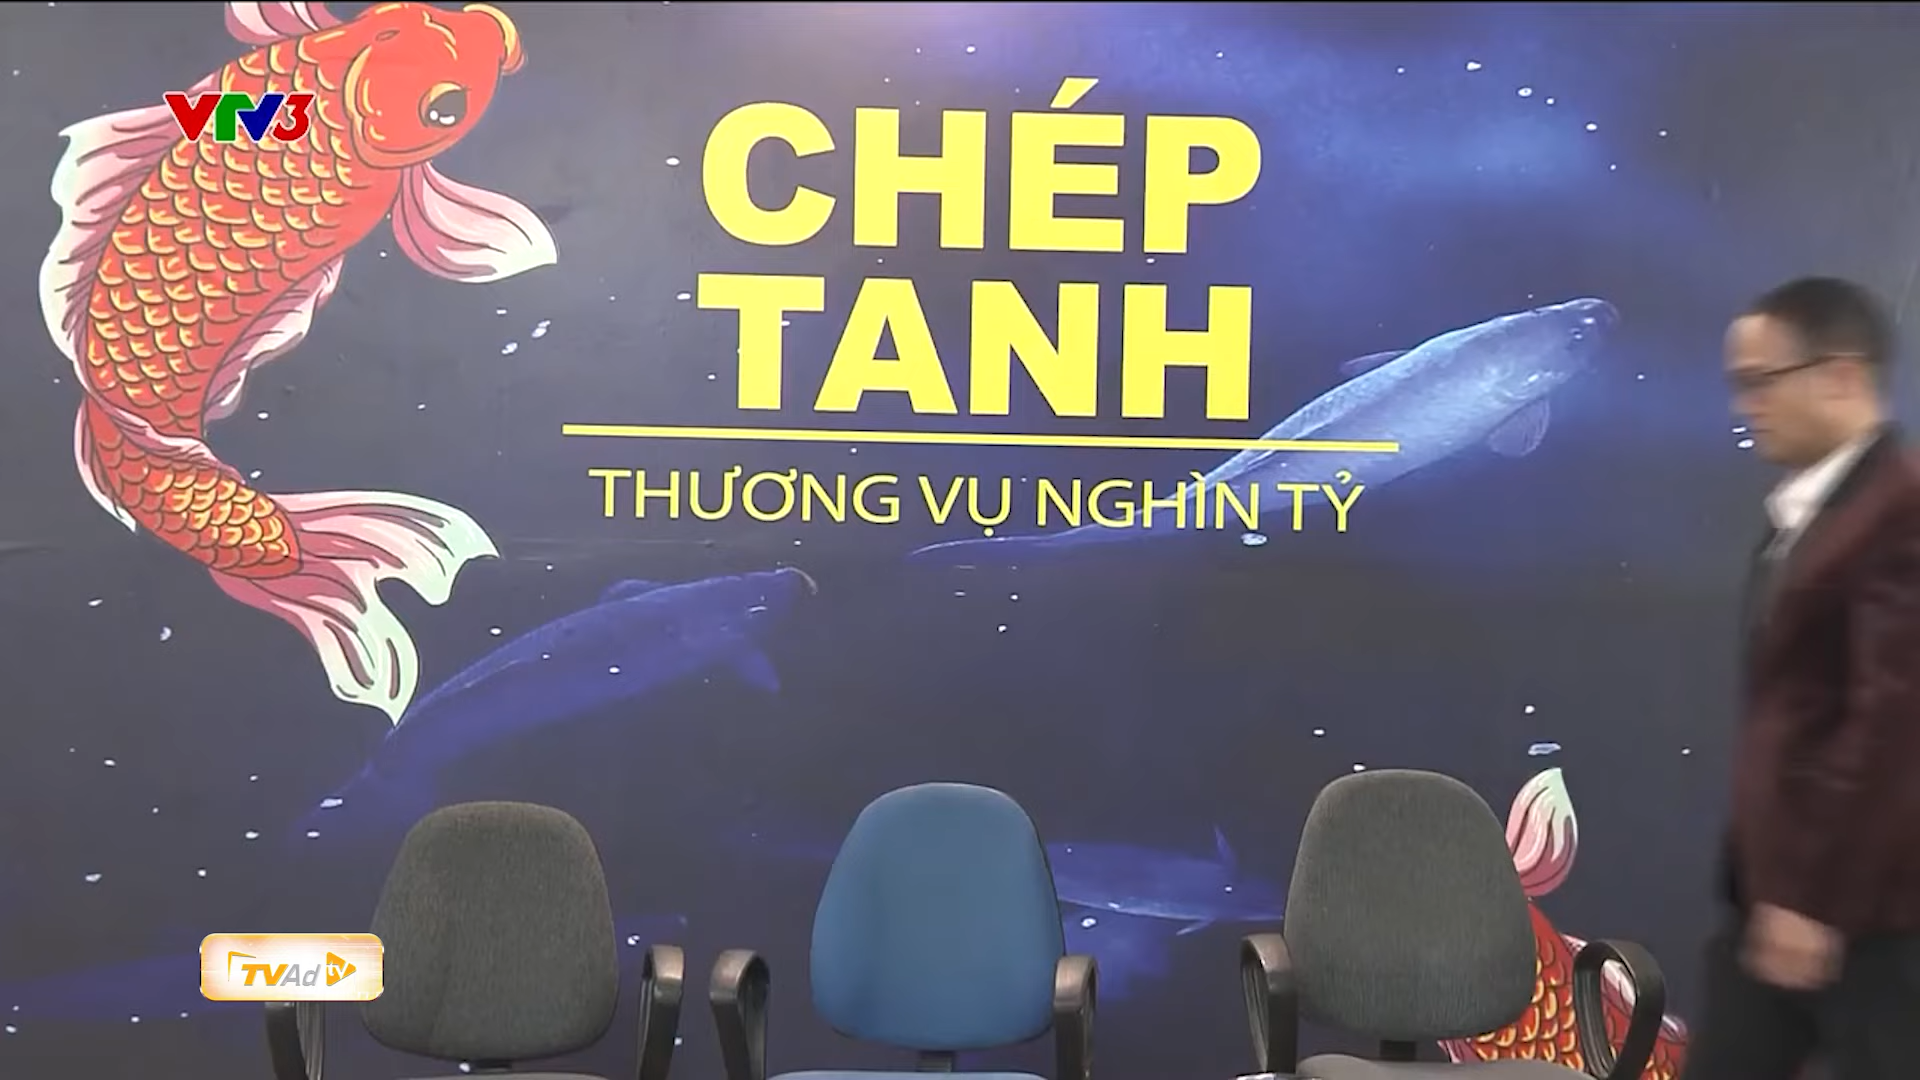 VTV3
CHÉP
TANH
THƯƠNG VỤ NGHÌN TỶ
TVAd tv